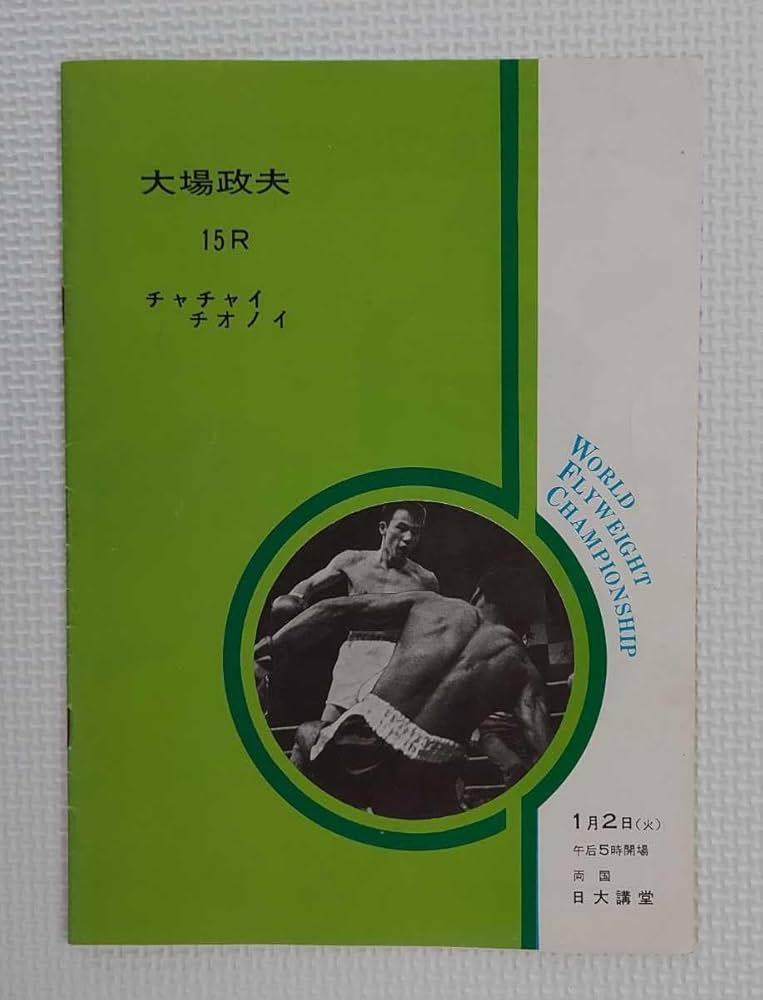 大場政夫
15R
チャチャイ
チオノイ
WORLD
FLYWEIGHT
CHAMPIONSHIP
1月2日(火)
午后5時開場
両国
日大講堂